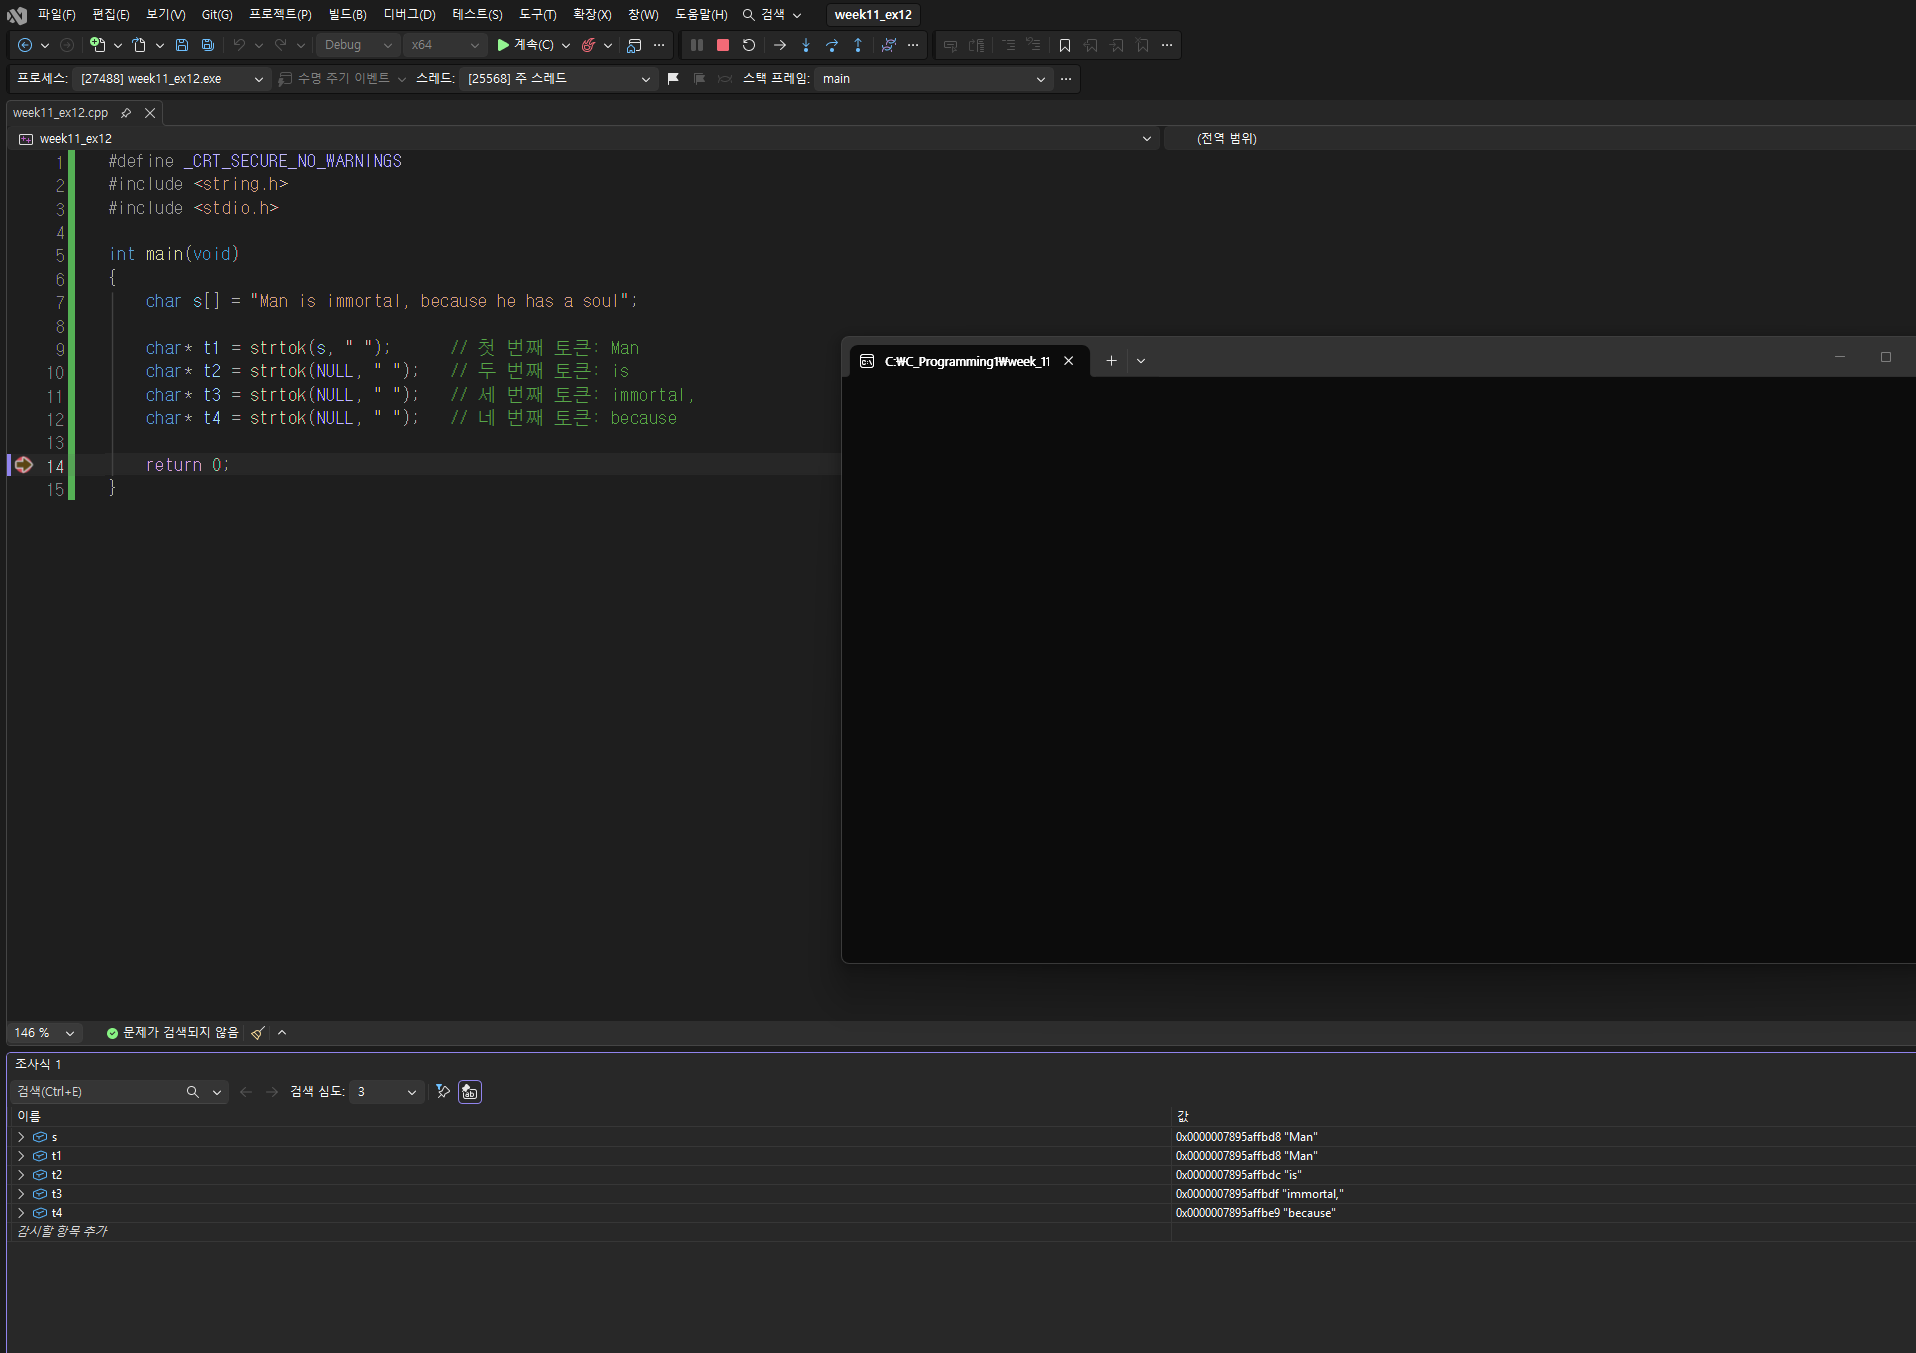 파일(F) 편집(E) 보기(V) Git(G) 프로젝트(P) 빌드(B) 디버그(D) 테스트(S) 도구(T) 확장(X) 창(W) 도움말(H) 검색 week11_ex12
Debug x64 계속(C)
프로세스: [27488] week11_ex12.exe 수명 주기 이벤트 스레드: [25568] 주 스레드 스택 프레임: main
week11_ex12.cpp
week11_ex12 (전역 범위)
1 #define _CRT_SECURE_NO_WARNINGS
2 #include <string.h>
3 #include <stdio.h>
4
5 int main(void)
6 {
7 char s[] = "Man is immortal, because he has a soul";
8
9 char* t1 = strtok(s, " "); // 첫 번째 토큰: Man
10 char* t2 = strtok(NULL, " "); // 두 번째 토큰: is
11 char* t3 = strtok(NULL, " "); // 세 번째 토큰: immortal,
12 char* t4 = strtok(NULL, " "); // 네 번째 토큰: because
13
14 return 0;
15 }
C:₩C_Programming1₩week_11
146 % 문제가 검색되지 않음
조사식 1
검색(Ctrl+E) 검색 심도: 3
이름 값
s 0x0000007895affbd8 "Man"
t1 0x0000007895affbd8 "Man"
t2 0x0000007895affbdc "is"
t3 0x0000007895affbdf "immortal,"
t4 0x0000007895affbe9 "because"
감시할 항목 추가